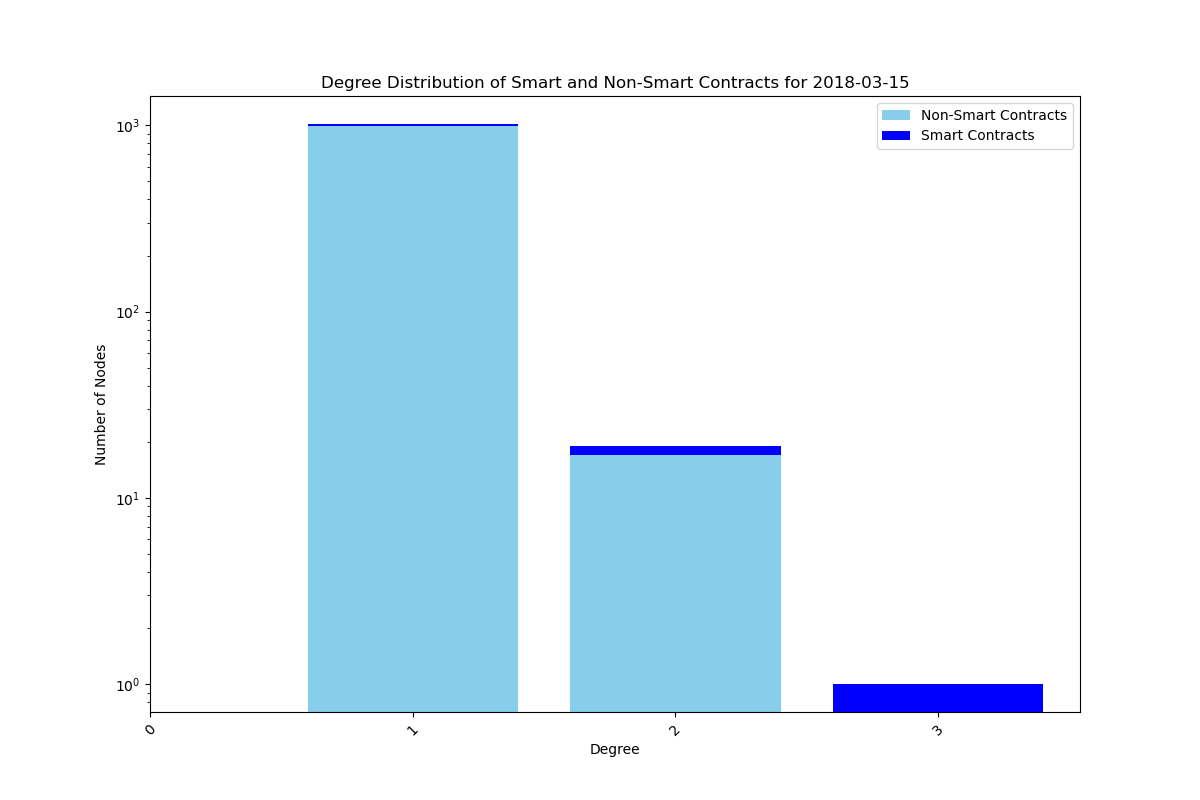 Degree Distribution of Smart and Non-Smart Contracts for 2018-03-15
Non-Smart Contracts
Smart Contracts
Number of Nodes
10³
10²
10¹
10⁰
0
1
2
3
Degree